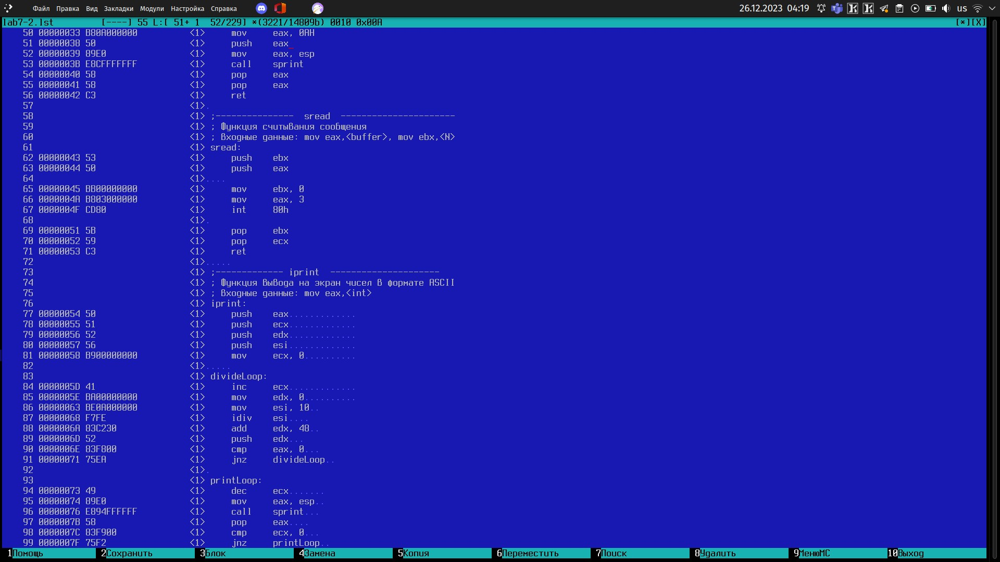 Файл Правка Вид Закладки Модули Настройка Справка 26.12.2023 04:19 us
lab7-2.lst [----] 55 L:[ 51+ 1 52/229] *(3221/14809b) 0010 0x00A [*][X]
50 00000033 B80A000000 <1> mov eax, 0AH
51 00000038 50 <1> push eax
52 00000039 89E0 <1> mov eax, esp
53 0000003B E8CFFFFFFF <1> call sprint
54 00000040 58 <1> pop eax
55 00000041 58 <1> pop eax
56 00000042 C3 <1> ret
57 <1>.
58 <1> ;--------------- sread ----------------------
59 <1> ; Функция считывания сообщения
60 <1> ; Входные данные: mov eax,<buffer>, mov ebx,<N>
61 <1> sread:
62 00000043 53 <1> push ebx
63 00000044 50 <1> push eax
64 <1>....
65 00000045 BB00000000 <1> mov ebx, 0
66 0000004A B803000000 <1> mov eax, 3
67 0000004F CD80 <1> int 80h
68 <1>.
69 00000051 5B <1> pop ebx
70 00000052 59 <1> pop ecx
71 00000053 C3 <1> ret
72 <1>.....
73 <1> ;------------- iprint ---------------------
74 <1> ; Функция вывода на экран чисел в формате ASCII
75 <1> ; Входные данные: mov eax,<int>
76 <1> iprint:
77 00000054 50 <1> push eax.............
78 00000055 51 <1> push ecx.............
79 00000056 52 <1> push edx.............
80 00000057 56 <1> push esi.............
81 00000058 B900000000 <1> mov ecx, 0..........
82 <1>.....
83 <1> divideLoop:
84 0000005D 41 <1> inc ecx.............
85 0000005E BA00000000 <1> mov edx, 0..........
86 00000063 BE0A000000 <1> mov esi, 10..
87 00000068 F7FE <1> idiv esi....
88 0000006A 83C230 <1> add edx, 48..
89 0000006D 52 <1> push edx...
90 0000006E 83F800 <1> cmp eax, 0...
91 00000071 75EA <1> jnz divideLoop..
92 <1>.
93 <1> printLoop:
94 00000073 49 <1> dec ecx.......
95 00000074 89E0 <1> mov eax, esp..
96 00000076 E894FFFFFF <1> call sprint...
97 0000007B 58 <1> pop eax....
98 0000007C 83F900 <1> cmp ecx, 0...
99 0000007F 75F2 <1> jnz printLoop..
1Помощь 2Сохранить 3Блок 4Замена 5Копия 6Переместить 7Поиск 8Удалить 9МенюMC 10Выход